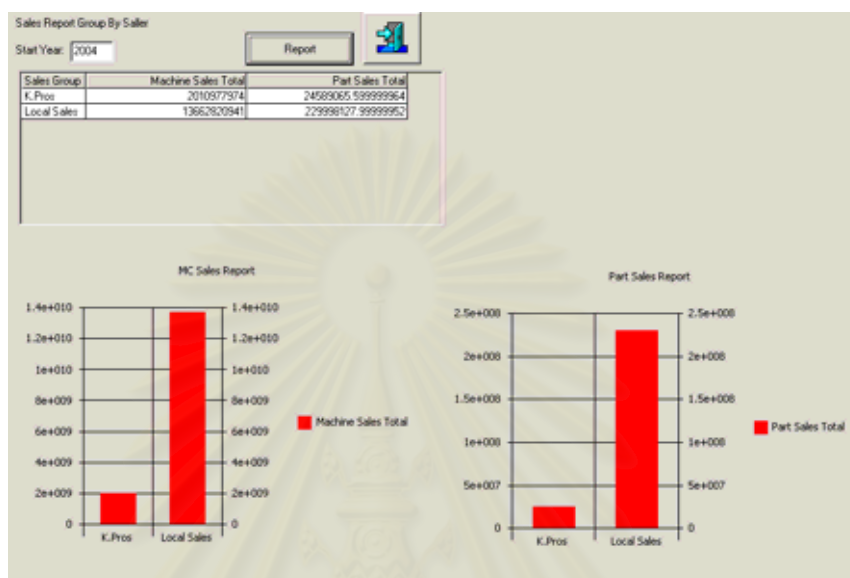 Sales Report Group By Saller
Start Year: 2004 Report
Sales Group Machine Sales Total Part Sales Total
K.Pros 2010977974 24589065.599999964
Local Sales 13662820941 229998127.99999952
MC Sales Report
1.4e+010 1.4e+010
1.2e+010 1.2e+010
1e+010 1e+010
8e+009 8e+009
6e+009 6e+009
4e+009 4e+009
2e+009 2e+009
0 0
K.Pros Local Sales
Machine Sales Total
Part Sales Report
2.5e+008 2.5e+008
2e+008 2e+008
1.5e+008 1.5e+008
1e+008 1e+008
5e+007 5e+007
0 0
K.Pros Local Sales
Part Sales Total